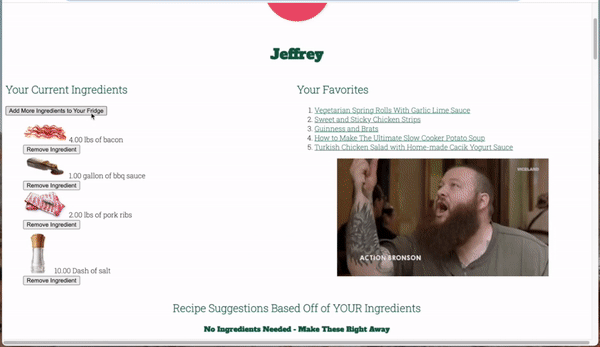 Jeffrey
Your Current Ingredients
Add More Ingredients to Your Fridge
4.00 lbs of bacon
Remove Ingredient
1.00 gallon of bbq sauce
Remove Ingredient
2.00 lbs of pork ribs
Remove Ingredient
10.00 Dash of salt
Remove Ingredient
Your Favorites
1. Vegetarian Spring Rolls With Garlic Lime Sauce
2. Sweet and Sticky Chicken Strips
3. Guinness and Brats
4. How to Make The Ultimate Slow Cooker Potato Soup
5. Turkish Chicken Salad with Home-made Cacik Yogurt Sauce
VICELAND
ACTION BRONSON
Recipe Suggestions Based Off of YOUR Ingredients
No Ingredients Needed - Make These Right Away